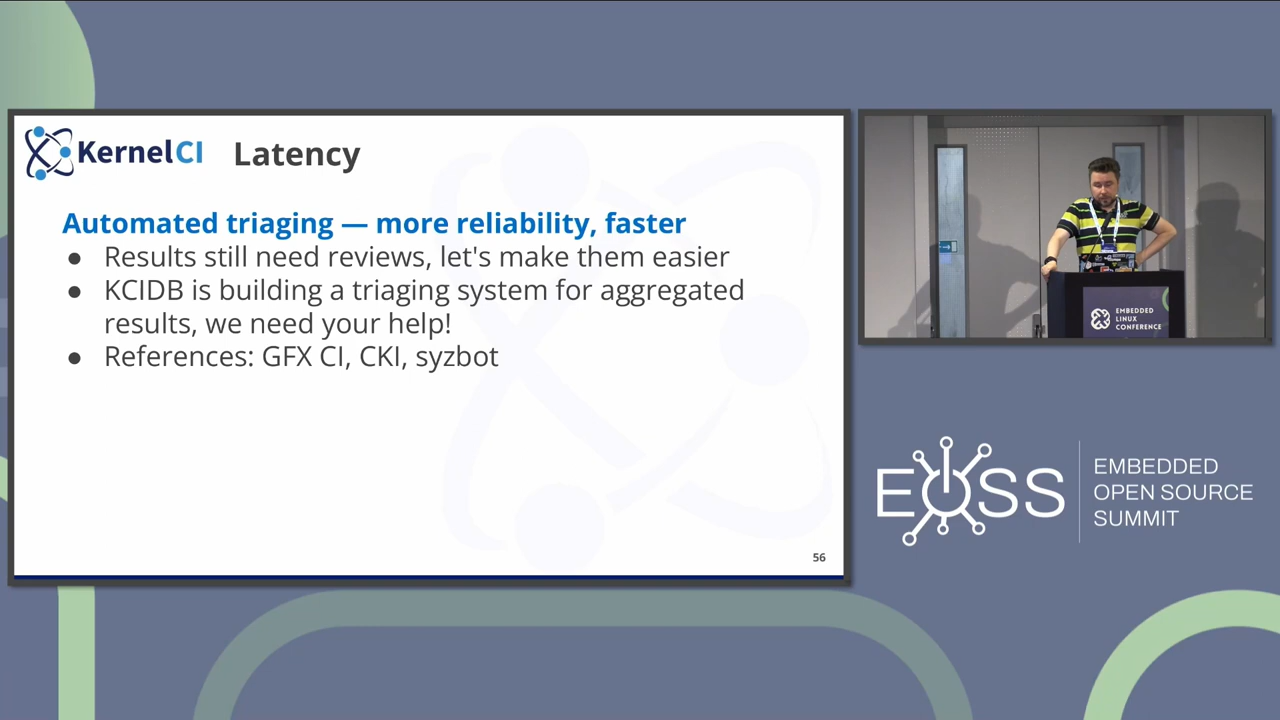 KernelCI
Latency
Automated triaging — more reliability, faster
● Results still need reviews, let's make them easier
● KCIDB is building a triaging system for aggregated
results, we need your help!
● References: GFX CI, CKI, syzbot
56
EMBEDDED
LINUX
CONFERENCE
EOSS
EMBEDDED
OPEN SOURCE
SUMMIT